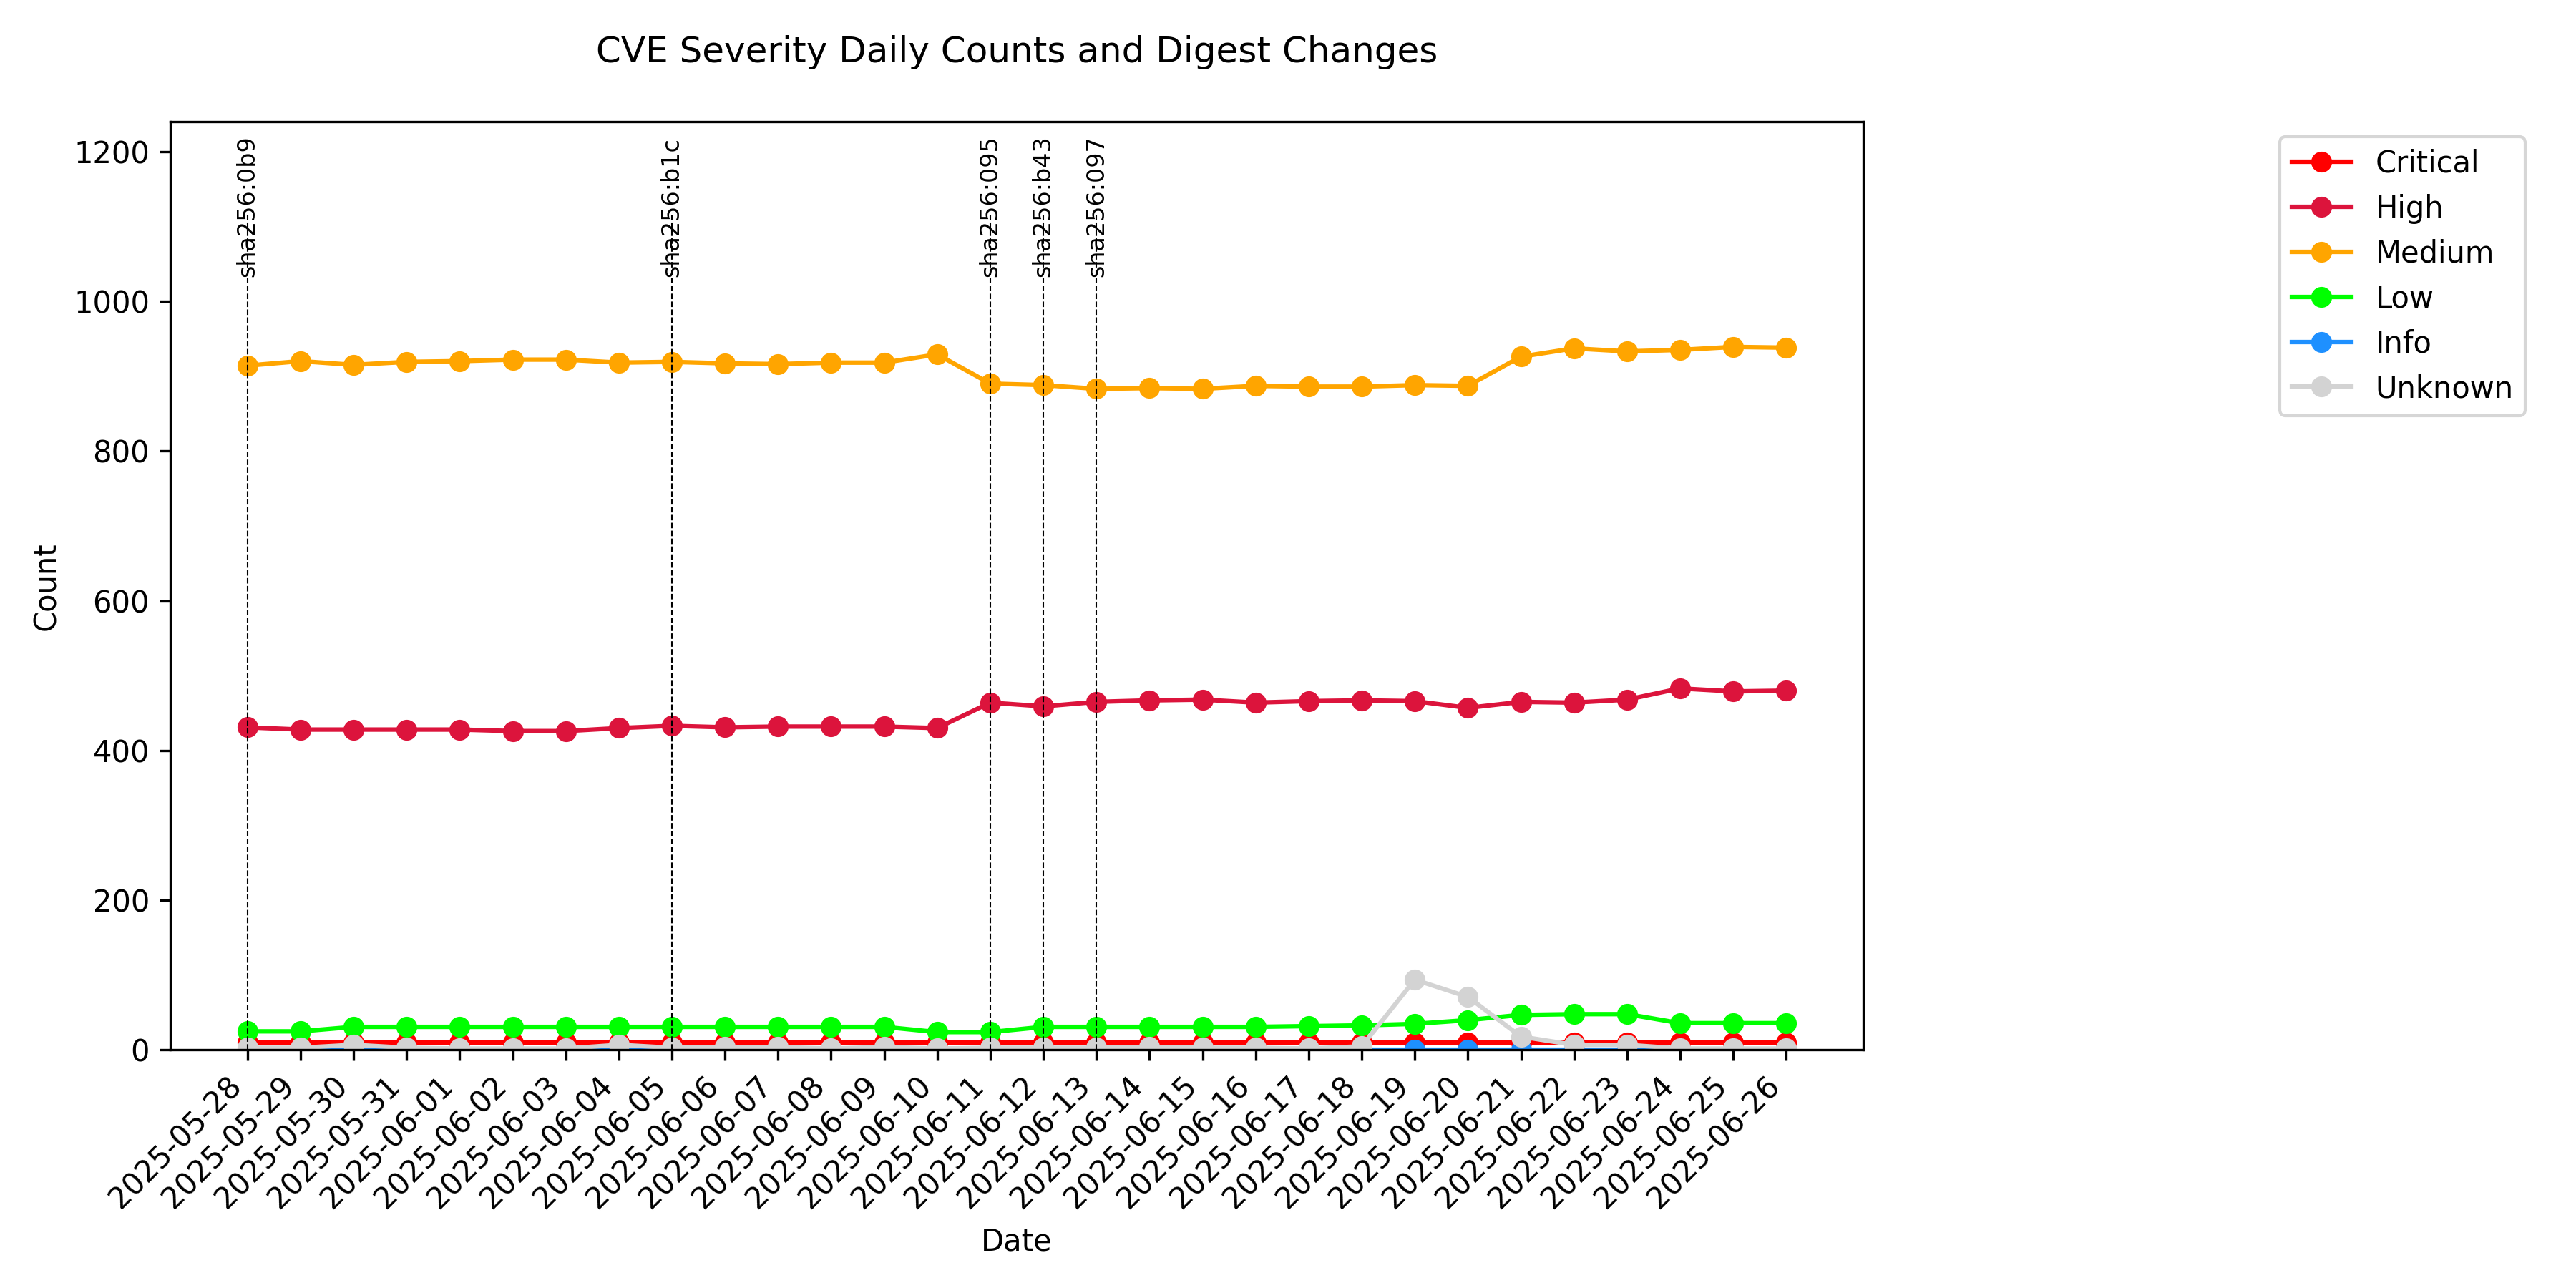 CVE Severity Daily Counts and Digest Changes
sha256:0b9
sha256:b1c
sha256:095
sha256:b43
sha256:097
1200
1000
800
600
400
200
0
Count
2025-05-28
2025-05-29
2025-05-30
2025-05-31
2025-06-01
2025-06-02
2025-06-03
2025-06-04
2025-06-05
2025-06-06
2025-06-07
2025-06-08
2025-06-09
2025-06-10
2025-06-11
2025-06-12
2025-06-13
2025-06-14
2025-06-15
2025-06-16
2025-06-17
2025-06-18
2025-06-19
2025-06-20
2025-06-21
2025-06-22
2025-06-23
2025-06-24
2025-06-25
2025-06-26
Date
Critical
High
Medium
Low
Info
Unknown